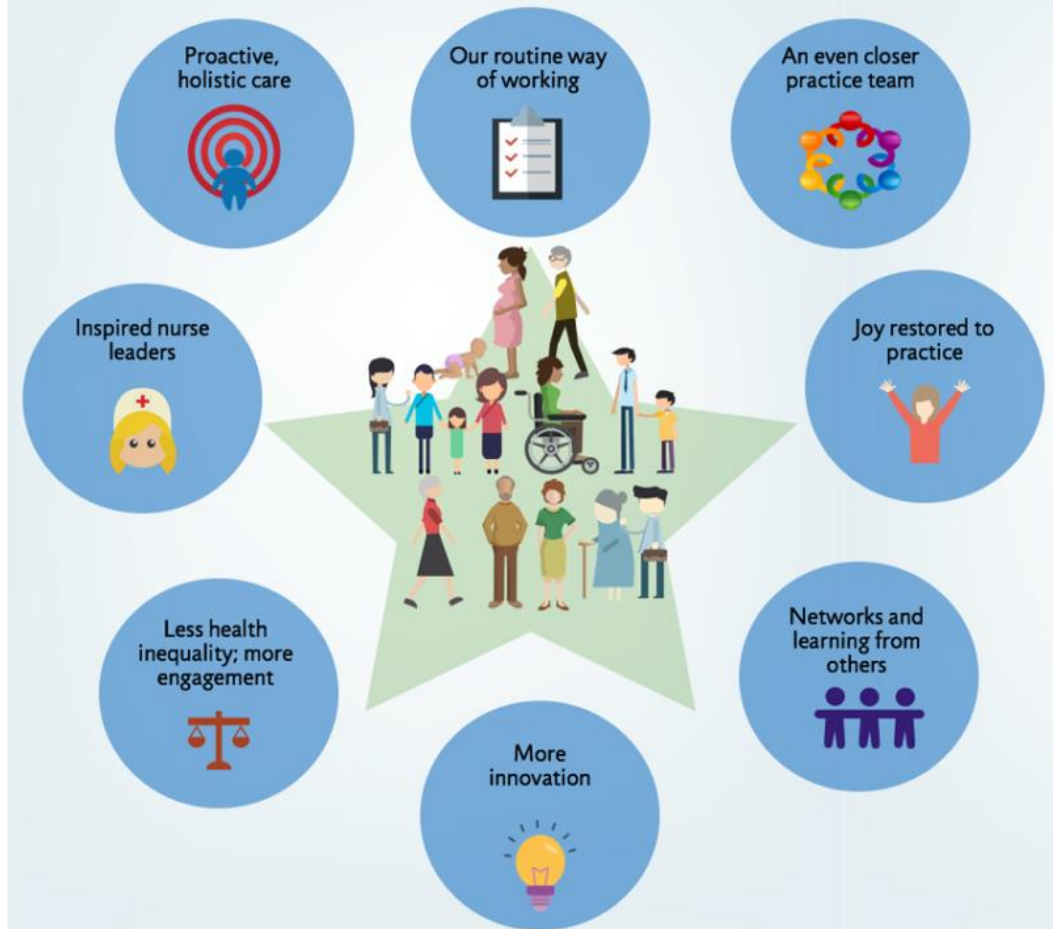 Proactive,
holistic care
Our routine way
of working
An even closer
practice team
Inspired nurse
leaders
Joy restored to
practice
Less health
inequality; more
engagement
Networks and
learning from
others
More
innovation